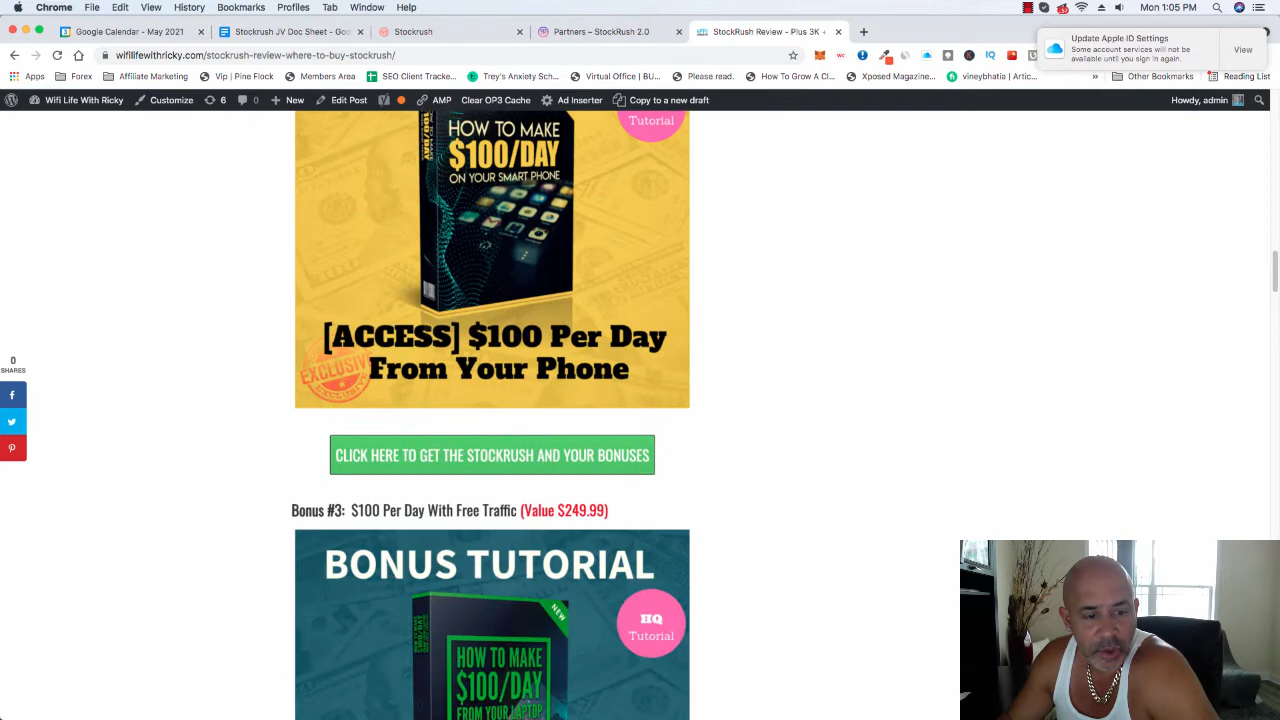 Chrome File Edit View History Bookmarks Profiles Tab Window Help
Mon 1:05 PM
Google Calendar - May 2021
Stockrush JV Doc Sheet - Goo
Stockrush
Partners – StockRush 2.0
StockRush Review - Plus 3K +
Update Apple ID Settings
Some account services will not be
available until you sign in again.
View
wifilifewithricky.com/stockrush-review-where-to-buy-stockrush/
Apps
Forex
Affiliate Marketing
Vip | Pine Flock
Members Area
SEO Client Tracke...
Trey's Anxiety Sch...
Virtual Office | BU...
Please read.
How To Grow A Cl...
Xposed Magazine...
vineybhatia | Artic...
Reading List
Wifi Life With Ricky
Customize
6
0
New
Edit Post
AMP
Clear OP3 Cache
Ad Inserter
Copy to a new draft
Howdy, admin
Tutorial
HOW TO MAKE
$100/DAY
ON YOUR SMART PHONE
[ACCESS] $100 Per Day
From Your Phone
EXCLUSIVE
EXCLUSIVE
0
SHARES
CLICK HERE TO GET THE STOCKRUSH AND YOUR BONUSES
Bonus #3: $100 Per Day With Free Traffic (Value $249.99)
BONUS TUTORIAL
NEW
HQ
Tutorial
HOW TO MAKE
$100/DAY
FROM YOUR LAPTOP